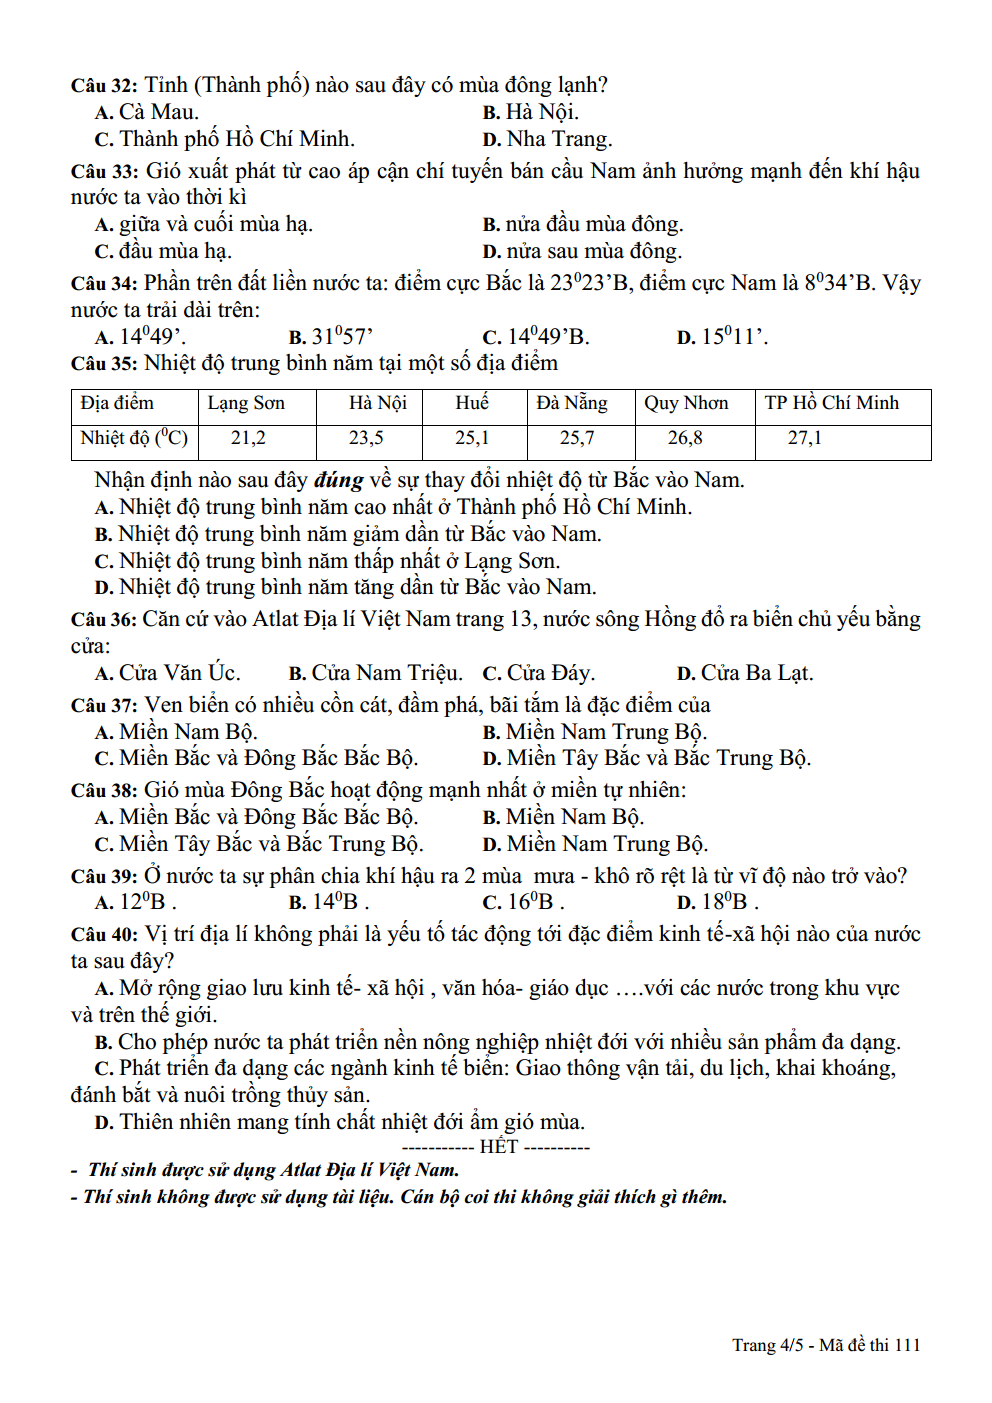 Câu 32: Tỉnh (Thành phố) nào sau đây có mùa đông lạnh?
A. Cà Mau. B. Hà Nội.
C. Thành phố Hồ Chí Minh. D. Nha Trang.
Câu 33: Gió xuất phát từ cao áp cận chí tuyến bán cầu Nam ảnh hưởng mạnh đến khí hậu
nước ta vào thời kì
A. giữa và cuối mùa hạ. B. nửa đầu mùa đông.
C. đầu mùa hạ. D. nửa sau mùa đông.
Câu 34: Phần trên đất liền nước ta: điểm cực Bắc là 23⁰23’B, điểm cực Nam là 8⁰34’B. Vậy
nước ta trải dài trên:
A. 14⁰49’. B. 31⁰57’ C. 14⁰49’B. D. 15⁰11’.
Câu 35: Nhiệt độ trung bình năm tại một số địa điểm
Địa điểm Lạng Sơn Hà Nội Huế Đà Nẵng Quy Nhơn TP Hồ Chí Minh
Nhiệt độ (⁰C) 21,2 23,5 25,1 25,7 26,8 27,1
Nhận định nào sau đây đúng về sự thay đổi nhiệt độ từ Bắc vào Nam.
A. Nhiệt độ trung bình năm cao nhất ở Thành phố Hồ Chí Minh.
B. Nhiệt độ trung bình năm giảm dần từ Bắc vào Nam.
C. Nhiệt độ trung bình năm thấp nhất ở Lạng Sơn.
D. Nhiệt độ trung bình năm tăng dần từ Bắc vào Nam.
Câu 36: Căn cứ vào Atlat Địa lí Việt Nam trang 13, nước sông Hồng đổ ra biển chủ yếu bằng
cửa:
A. Cửa Văn Úc. B. Cửa Nam Triệu. C. Cửa Đáy. D. Cửa Ba Lạt.
Câu 37: Ven biển có nhiều cồn cát, đầm phá, bãi tắm là đặc điểm của
A. Miền Nam Bộ. B. Miền Nam Trung Bộ.
C. Miền Bắc và Đông Bắc Bắc Bộ. D. Miền Tây Bắc và Bắc Trung Bộ.
Câu 38: Gió mùa Đông Bắc hoạt động mạnh nhất ở miền tự nhiên:
A. Miền Bắc và Đông Bắc Bắc Bộ. B. Miền Nam Bộ.
C. Miền Tây Bắc và Bắc Trung Bộ. D. Miền Nam Trung Bộ.
Câu 39: Ở nước ta sự phân chia khí hậu ra 2 mùa mưa - khô rõ rệt là từ vĩ độ nào trở vào?
A. 12⁰B . B. 14⁰B . C. 16⁰B . D. 18⁰B .
Câu 40: Vị trí địa lí không phải là yếu tố tác động tới đặc điểm kinh tế-xã hội nào của nước
ta sau đây?
A. Mở rộng giao lưu kinh tế- xã hội , văn hóa- giáo dục ….với các nước trong khu vực
và trên thế giới.
B. Cho phép nước ta phát triển nền nông nghiệp nhiệt đới với nhiều sản phẩm đa dạng.
C. Phát triển đa dạng các ngành kinh tế biển: Giao thông vận tải, du lịch, khai khoáng,
đánh bắt và nuôi trồng thủy sản.
D. Thiên nhiên mang tính chất nhiệt đới ẩm gió mùa.
----------- HẾT ----------
- Thí sinh được sử dụng Atlat Địa lí Việt Nam.
- Thí sinh không được sử dụng tài liệu. Cán bộ coi thi không giải thích gì thêm.
Trang 4/5 - Mã đề thi 111